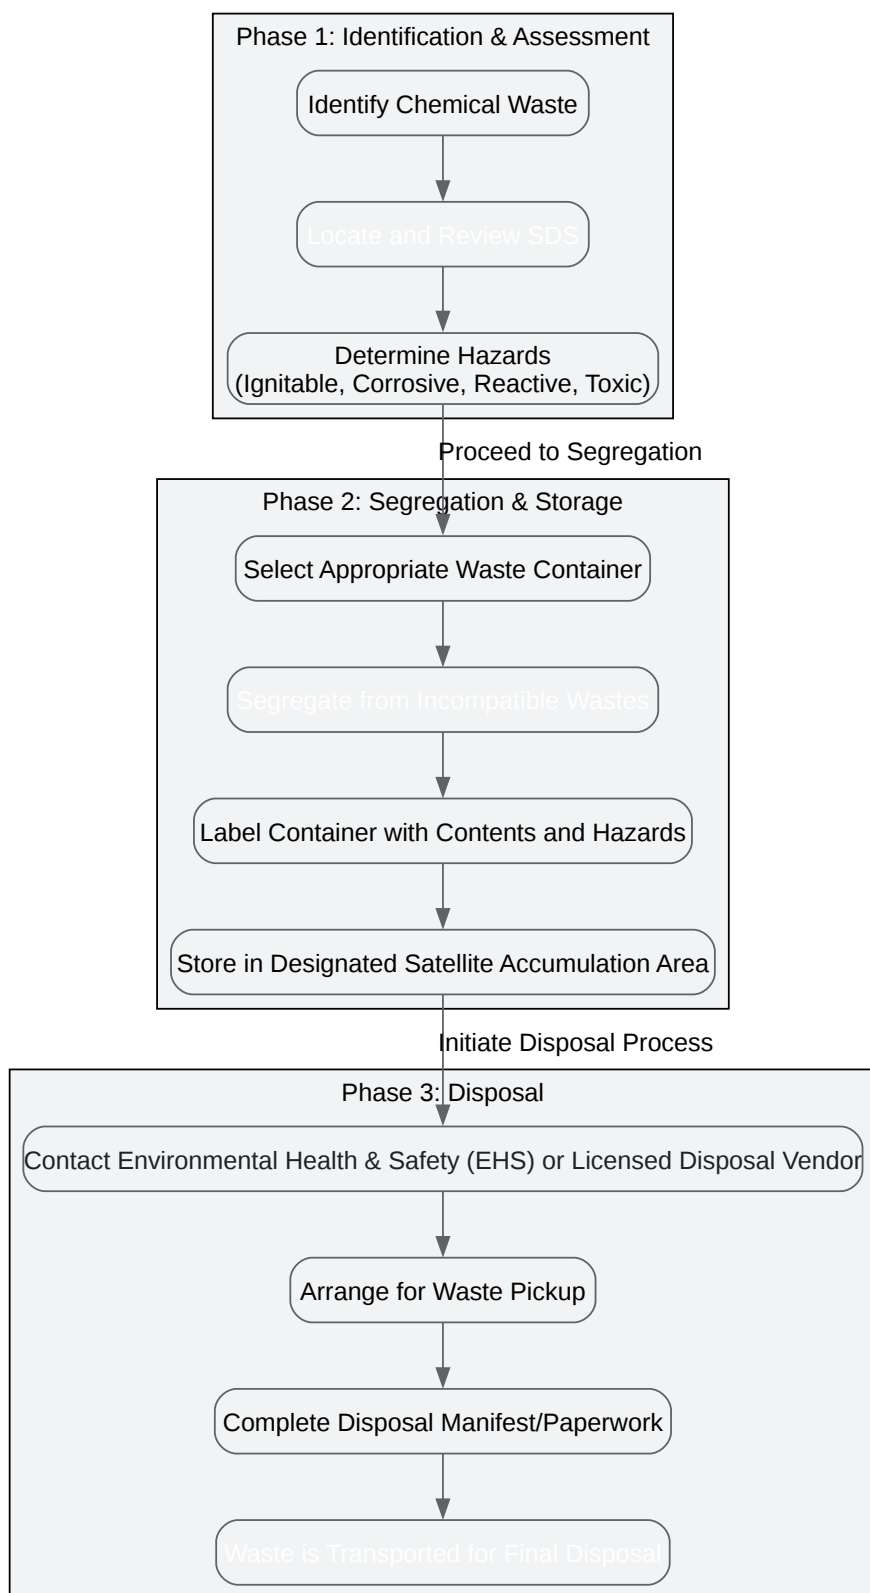 Phase 1: Identification & Assessment
Identify Chemical Waste
Locate and Review SDS
Determine Hazards
(Ignitable, Corrosive, Reactive, Toxic)
Proceed to Segregation
Phase 2: Segregation & Storage
Select Appropriate Waste Container
Segregate from Incompatible Wastes
Label Container with Contents and Hazards
Store in Designated Satellite Accumulation Area
Initiate Disposal Process
Phase 3: Disposal
Contact Environmental Health & Safety (EHS) or Licensed Disposal Vendor
Arrange for Waste Pickup
Complete Disposal Manifest/Paperwork
Waste is Transported for Final Disposal